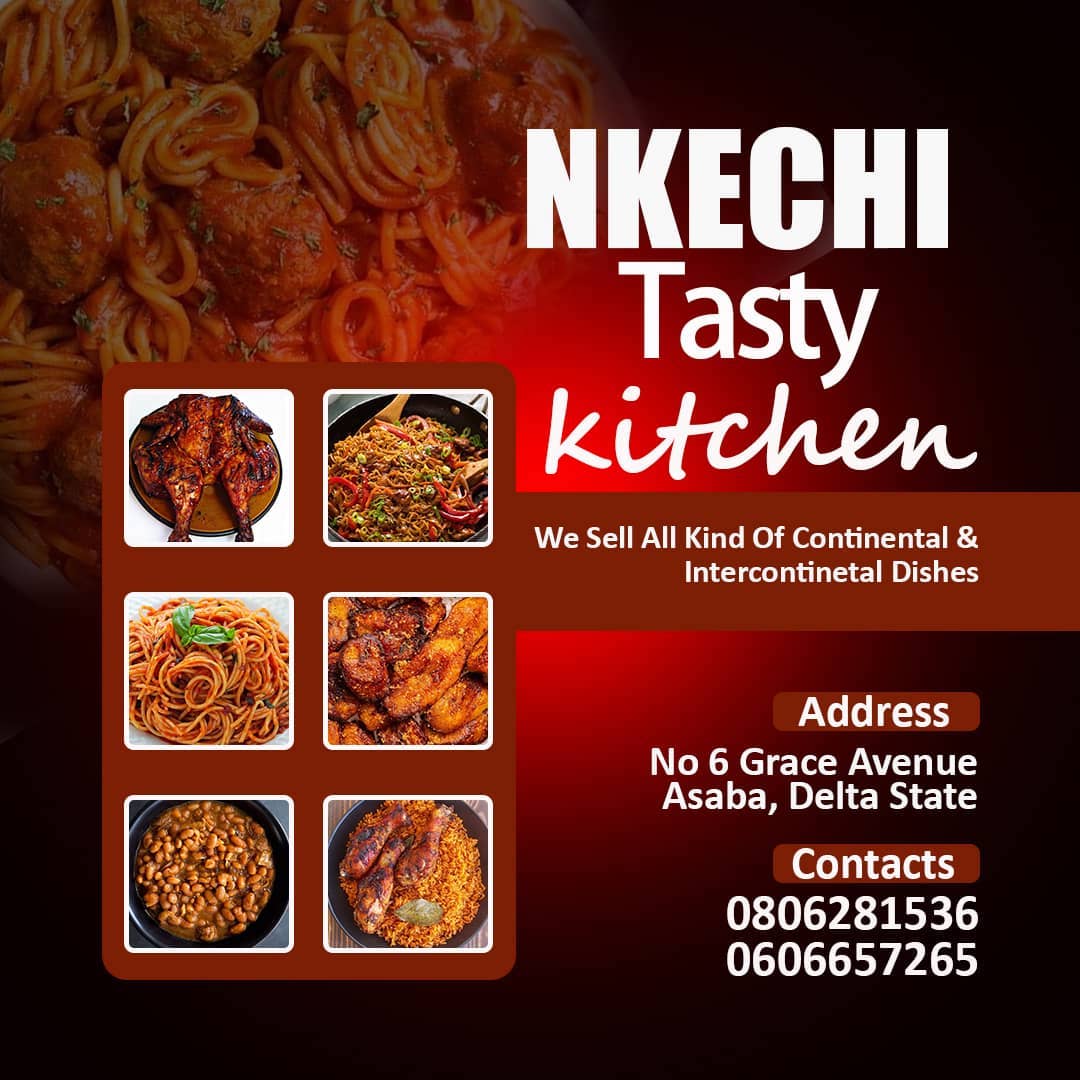 NKECHI
Tasty
kitchen
We Sell All Kind Of Continental &
Intercontinetal Dishes
Address
No 6 Grace Avenue
Asaba, Delta State
Contacts
0806281536
0606657265